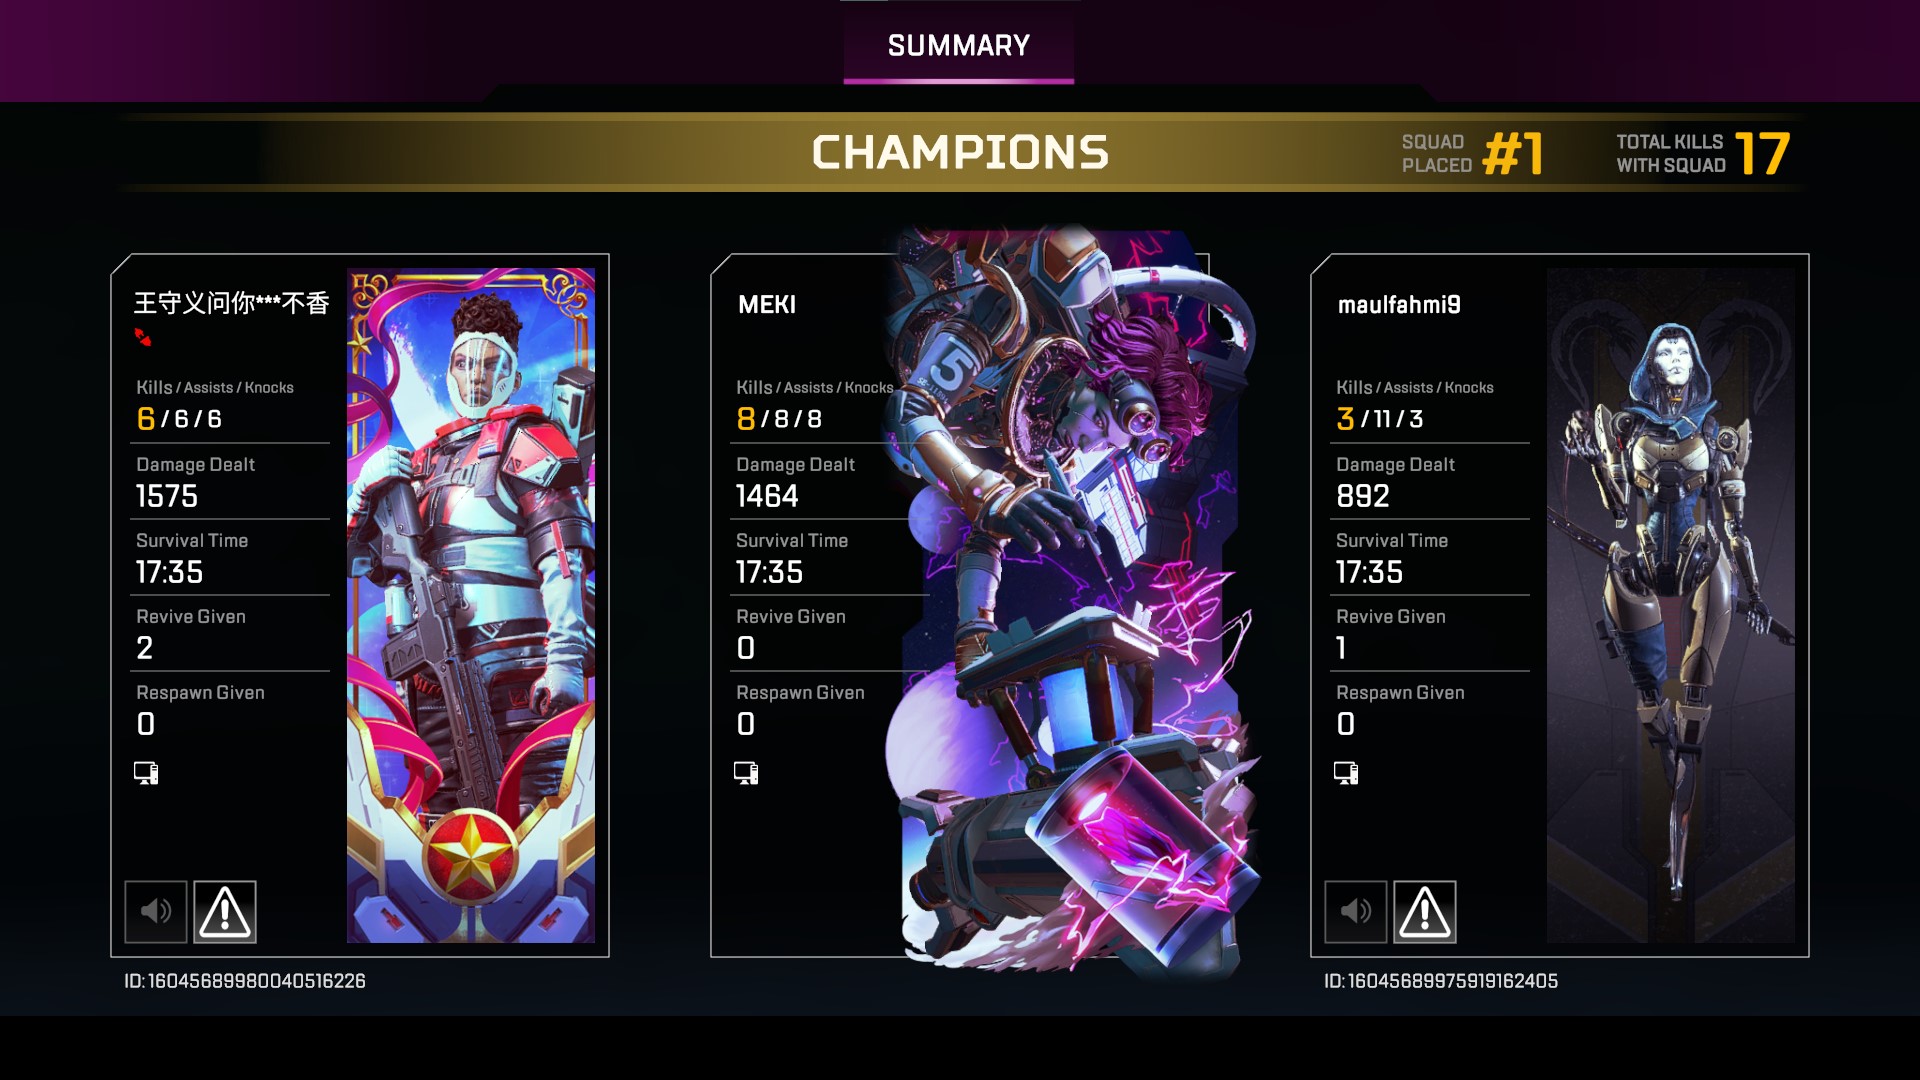 SUMMARY
CHAMPIONS
SQUAD
PLACED #1
TOTAL KILLS
WITH SQUAD 17
王守义问你***不香
Kills / Assists / Knocks
6 / 6 / 6
Damage Dealt
1575
Survival Time
17:35
Revive Given
2
Respawn Given
0
ID:16045689980040516226
MEKI
Kills / Assists / Knocks
8 / 8 / 8
Damage Dealt
1464
Survival Time
17:35
Revive Given
0
Respawn Given
0
5
maulfahmi9
Kills / Assists / Knocks
3 / 11 / 3
Damage Dealt
892
Survival Time
17:35
Revive Given
1
Respawn Given
0
ID:16045689975919162405